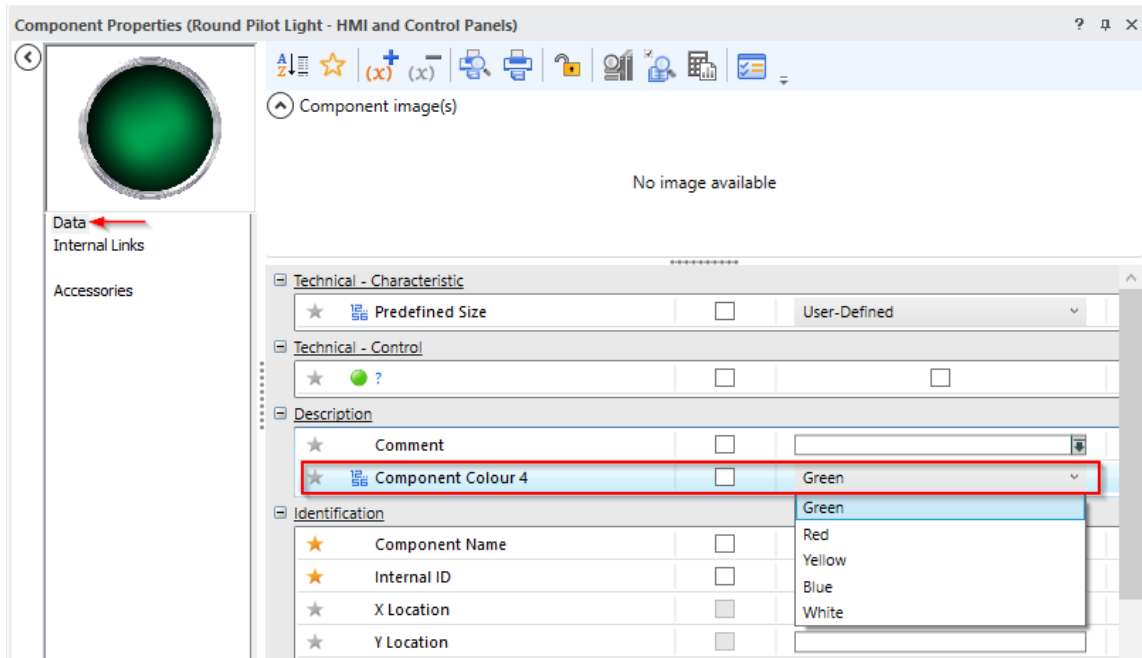 Component Properties (Round Pilot Light - HMI and Control Panels)
Component image(s)
No image available
Data
Internal Links
Accessories
Technical - Characteristic
Predefined Size User-Defined
Technical - Control
?
Description
Comment
Component Colour 4 Green
Green
Red
Yellow
Blue
White
Identification
Component Name
Internal ID
X Location
Y Location